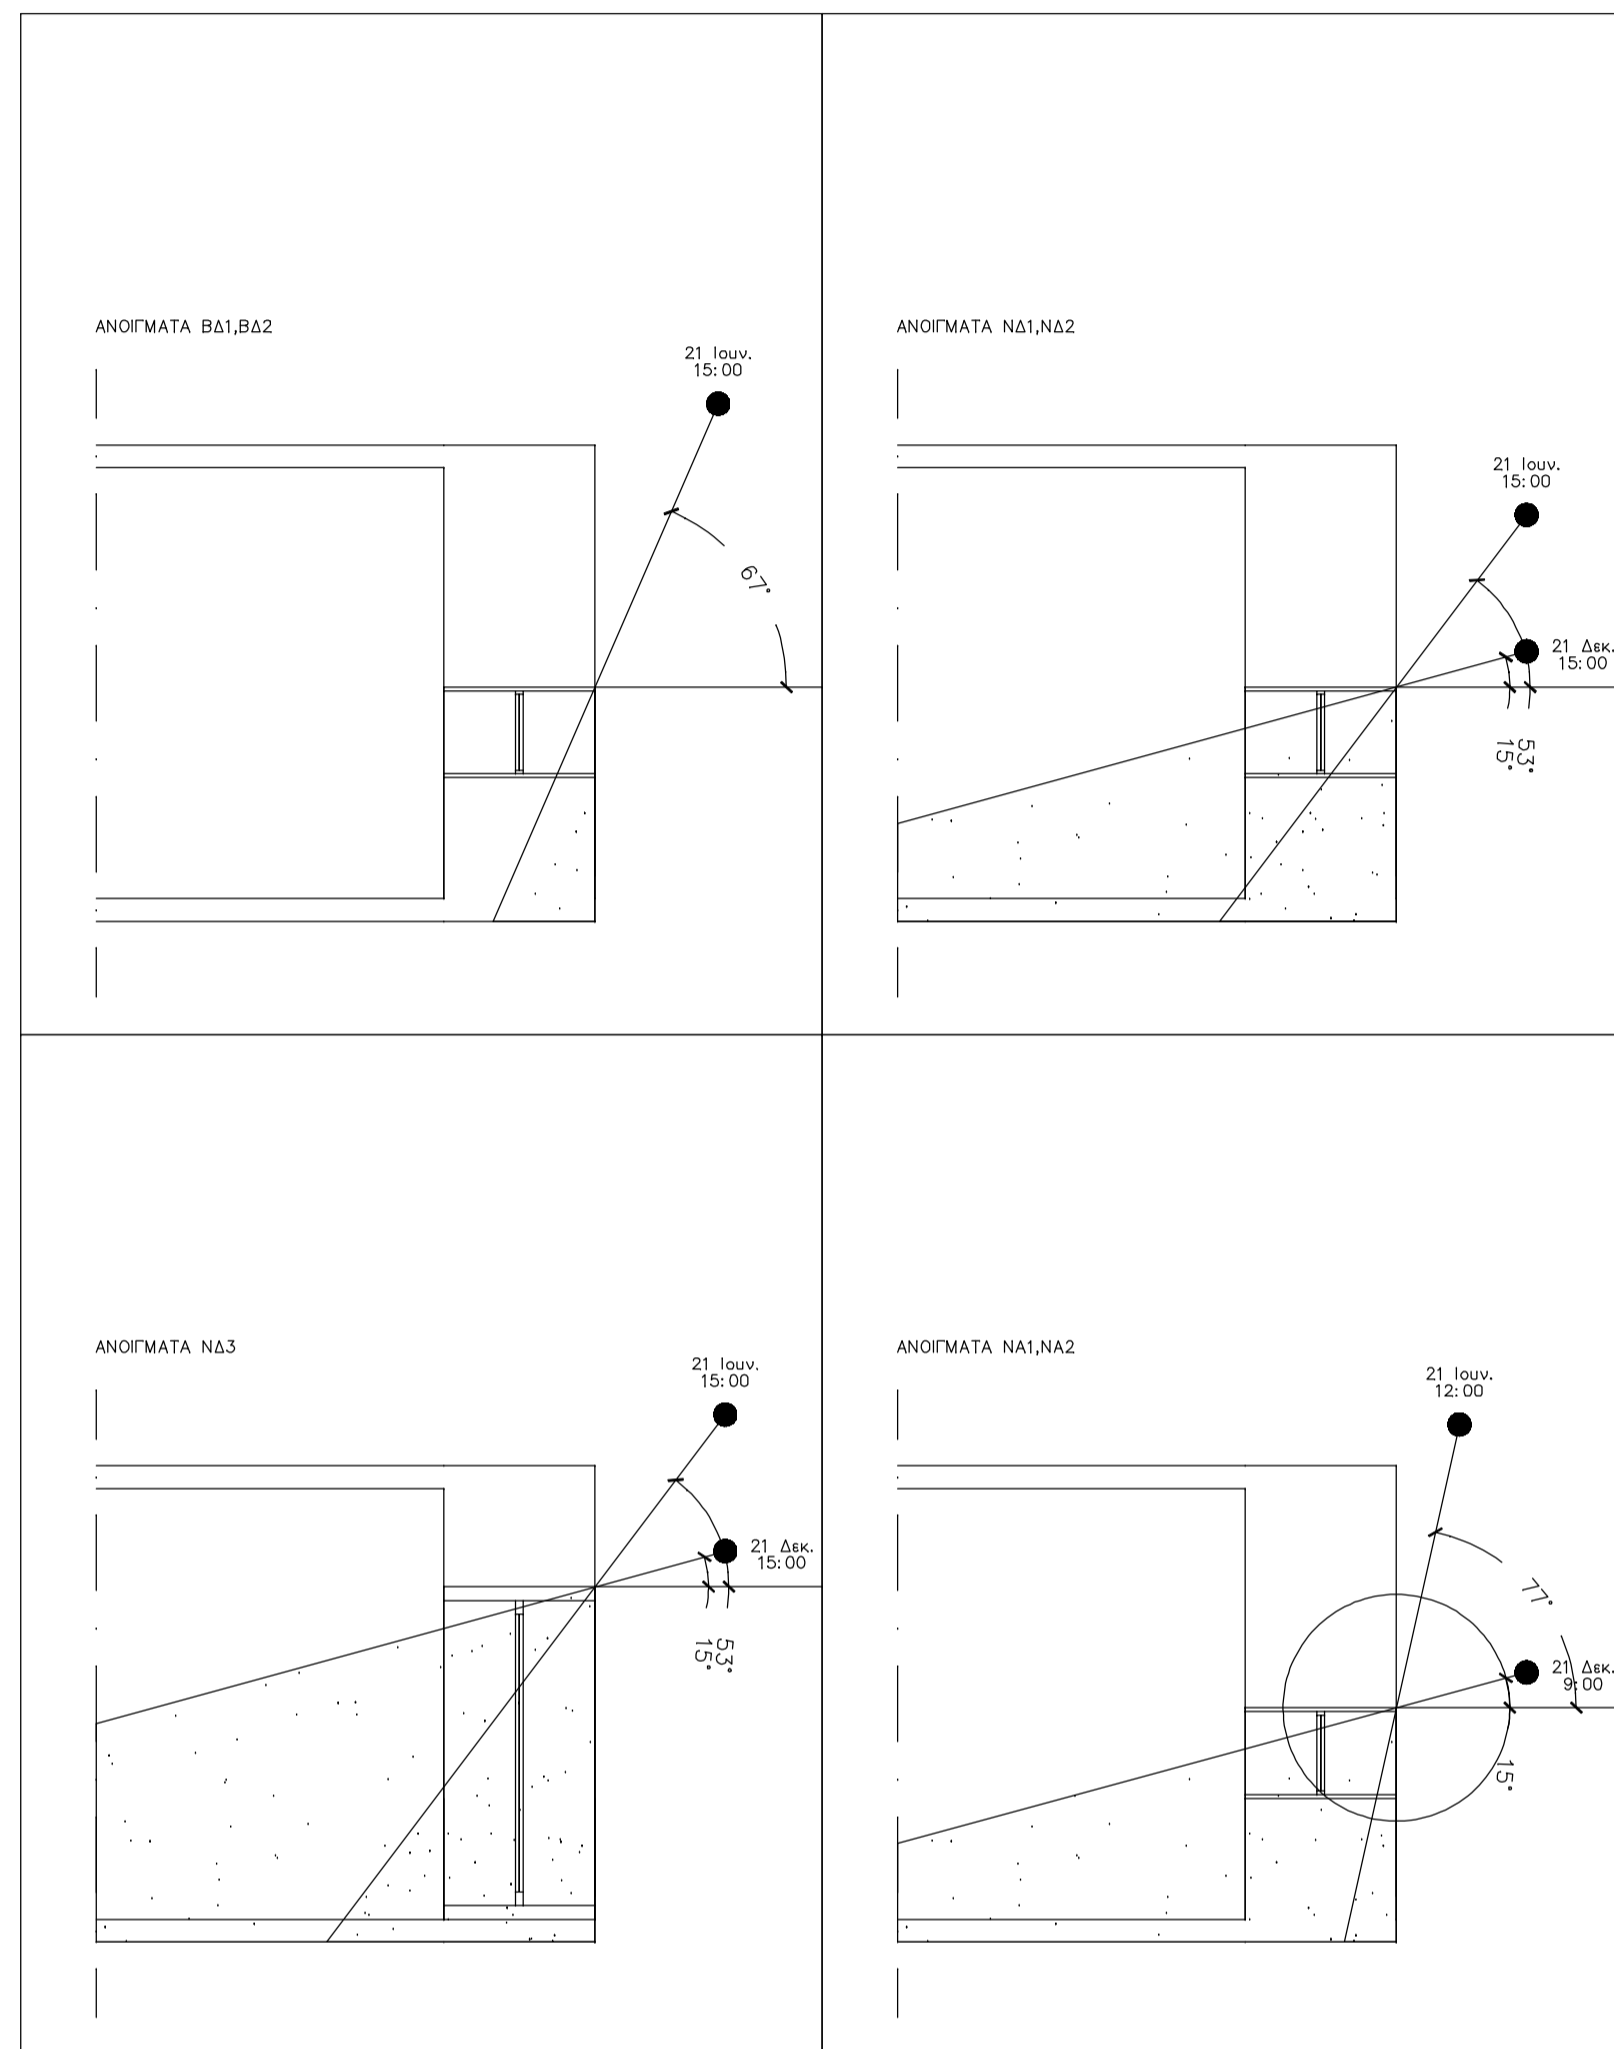 ΑΝΟΙΓΜΑΤΑ ΒΔ1,ΒΔ2
21 Ιουν.
15:00
67°
ΑΝΟΙΓΜΑΤΑ ΝΔ1,ΝΔ2
21 Ιουν.
15:00
21 Δεκ.
15:00
53°
15°
ΑΝΟΙΓΜΑΤΑ ΝΔ3
21 Ιουν.
15:00
21 Δεκ.
15:00
53°
15°
ΑΝΟΙΓΜΑΤΑ ΝΑ1,ΝΑ2
21 Ιουν.
12:00
77°
21 Δεκ.
9:00
15°